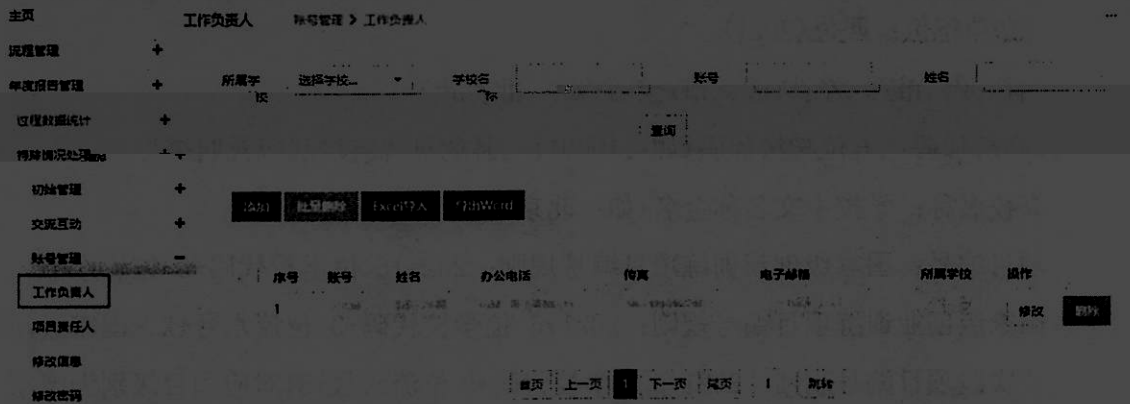 主页
工作负责人
账号管理 > 工作负责人
...
流程管理 +
年度报告管理 +
过程数据统计 +
特殊情况处理
初始管理 +
交流互动 +
账号管理 −
工作负责人
项目责任人
修改信息
修改密码
所属学校
选择学校...
学校名称
账号
姓名
查询
添加
批量删除
Excel导入
导出Word
序号 账号 姓名 办公电话 传真 电子邮箱 所属学校 操作
1
修改
删除
首页 上一页 1 下一页 尾页 1 跳转